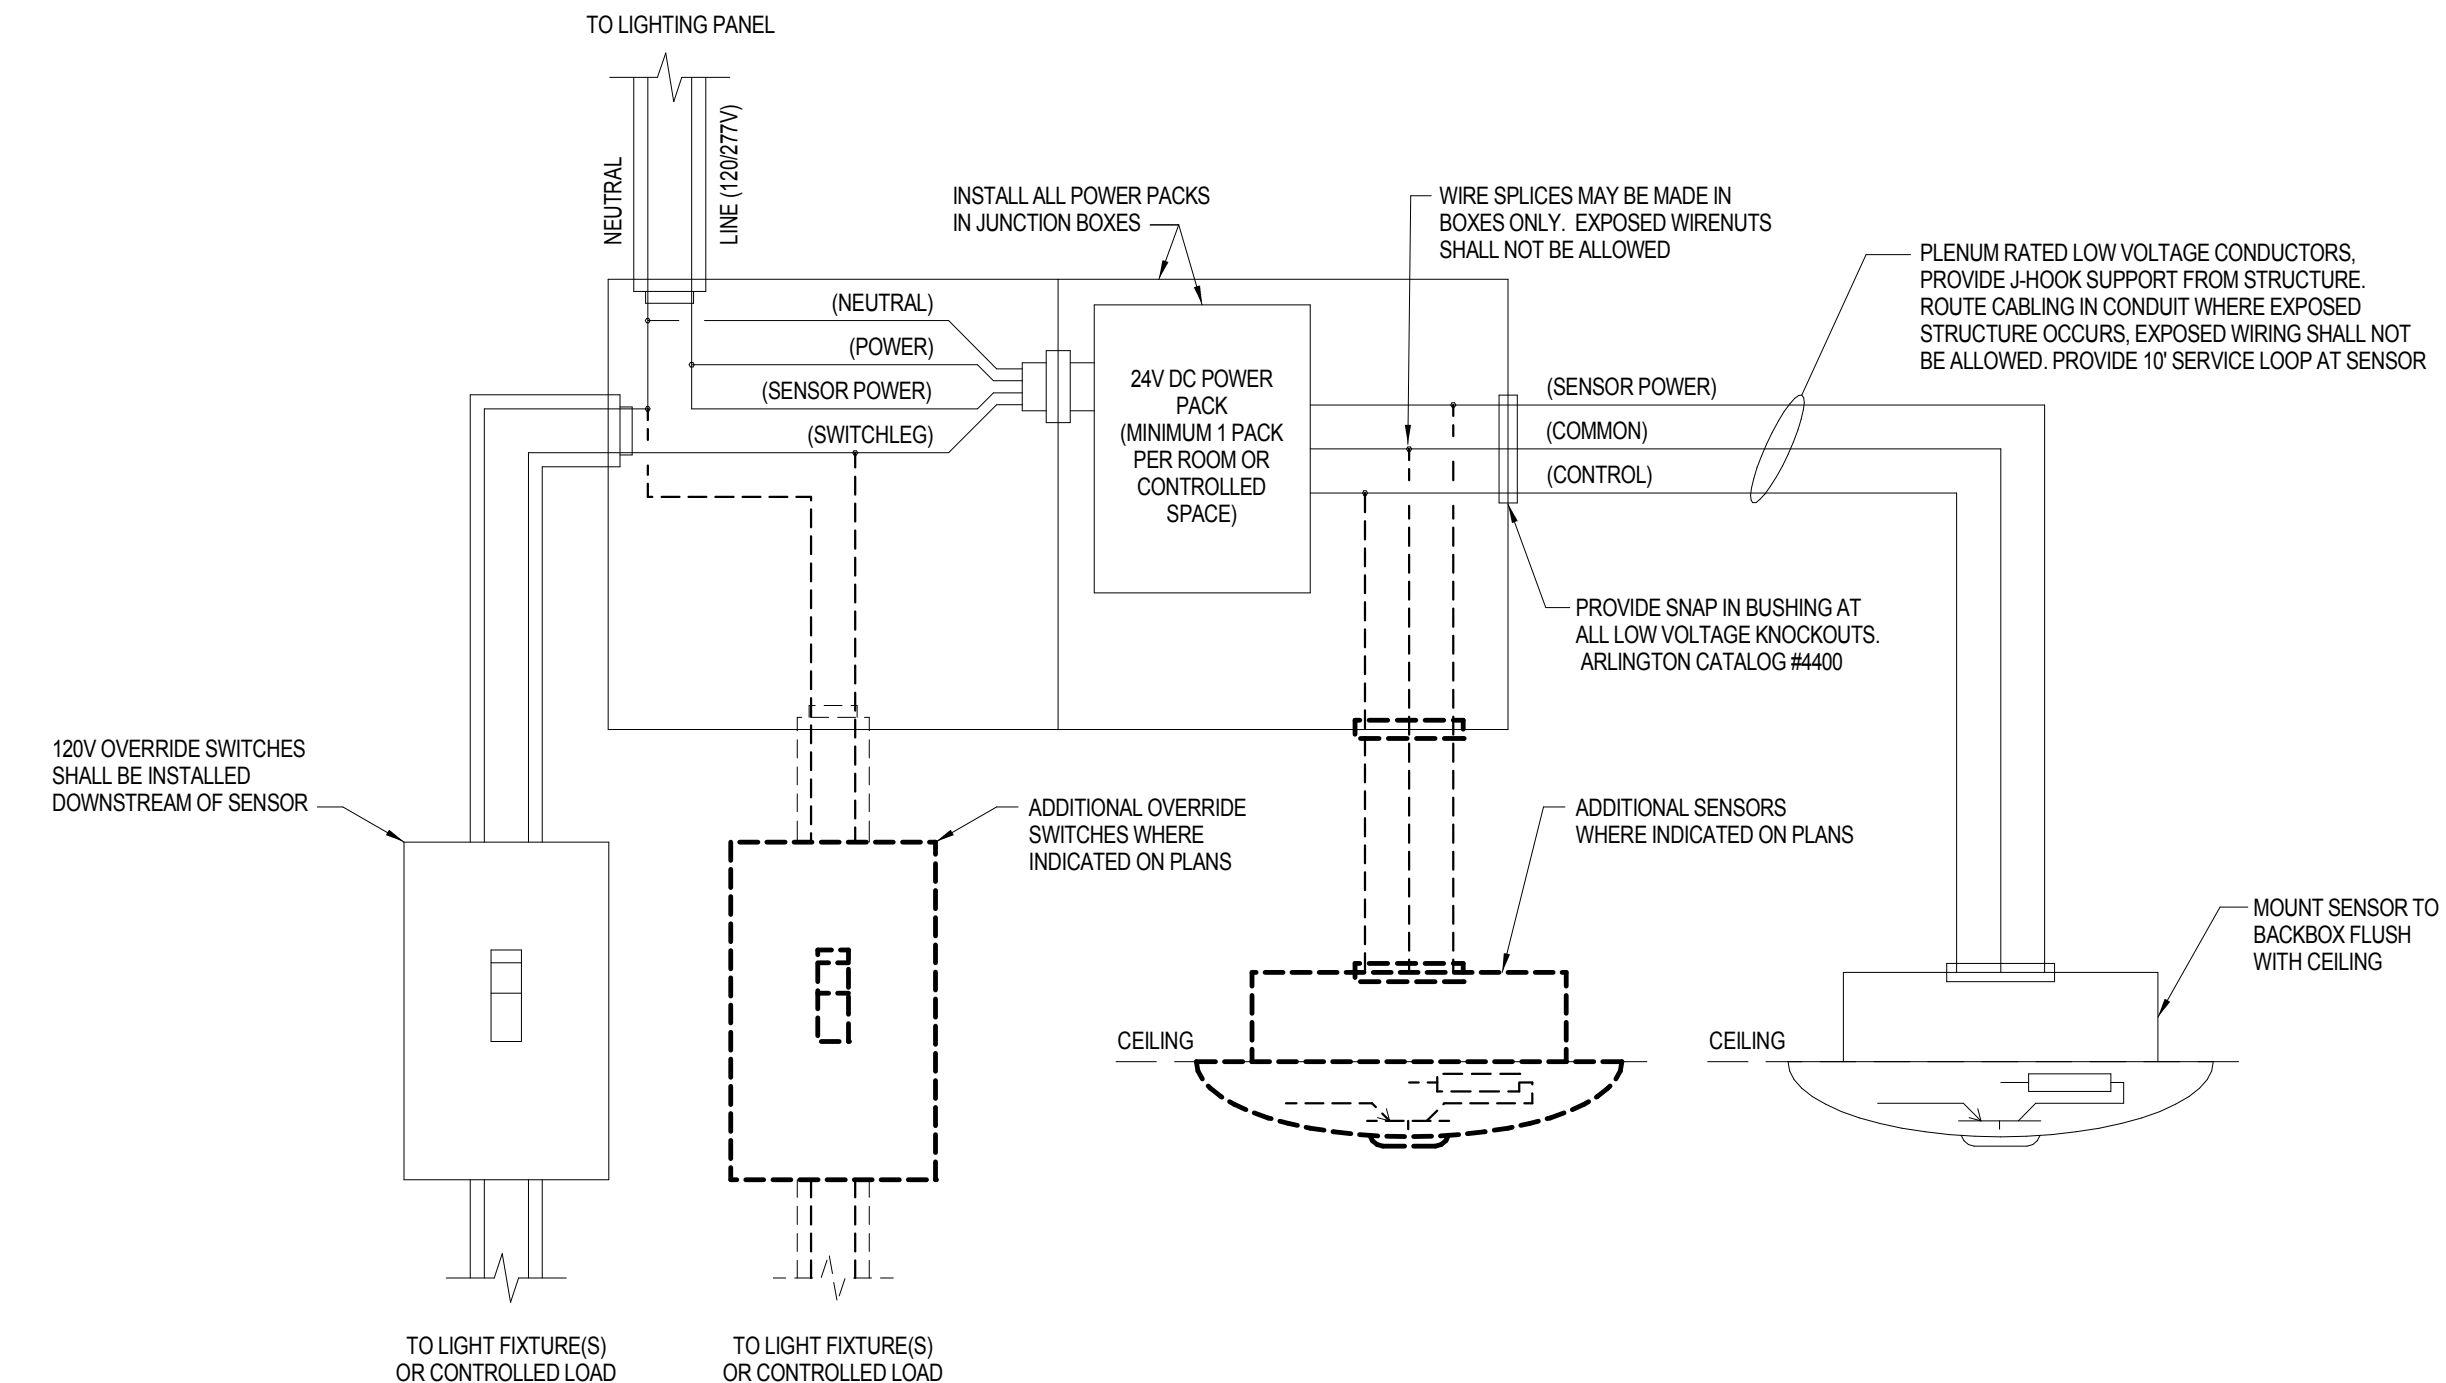 TO LIGHTING PANEL
NEUTRAL
LINE (120/277V)
INSTALL ALL POWER PACKS
IN JUNCTION BOXES
WIRE SPLICES MAY BE MADE IN
BOXES ONLY.  EXPOSED WIRENUTS
SHALL NOT BE ALLOWED
PLENUM RATED LOW VOLTAGE CONDUCTORS,
PROVIDE J-HOOK SUPPORT FROM STRUCTURE.
ROUTE CABLING IN CONDUIT WHERE EXPOSED
STRUCTURE OCCURS, EXPOSED WIRING SHALL NOT
BE ALLOWED. PROVIDE 10' SERVICE LOOP AT SENSOR
(NEUTRAL)
(POWER)
(SENSOR POWER)
(SWITCHLEG)
24V DC POWER
PACK
(MINIMUM 1 PACK
PER ROOM OR
CONTROLLED
SPACE)
(SENSOR POWER)
(COMMON)
(CONTROL)
PROVIDE SNAP IN BUSHING AT
ALL LOW VOLTAGE KNOCKOUTS.
ARLINGTON CATALOG #4400
120V OVERRIDE SWITCHES
SHALL BE INSTALLED
DOWNSTREAM OF SENSOR
ADDITIONAL OVERRIDE
SWITCHES WHERE
INDICATED ON PLANS
ADDITIONAL SENSORS
WHERE INDICATED ON PLANS
MOUNT SENSOR TO
BACKBOX FLUSH
WITH CEILING
CEILING
CEILING
TO LIGHT FIXTURE(S)
OR CONTROLLED LOAD
TO LIGHT FIXTURE(S)
OR CONTROLLED LOAD